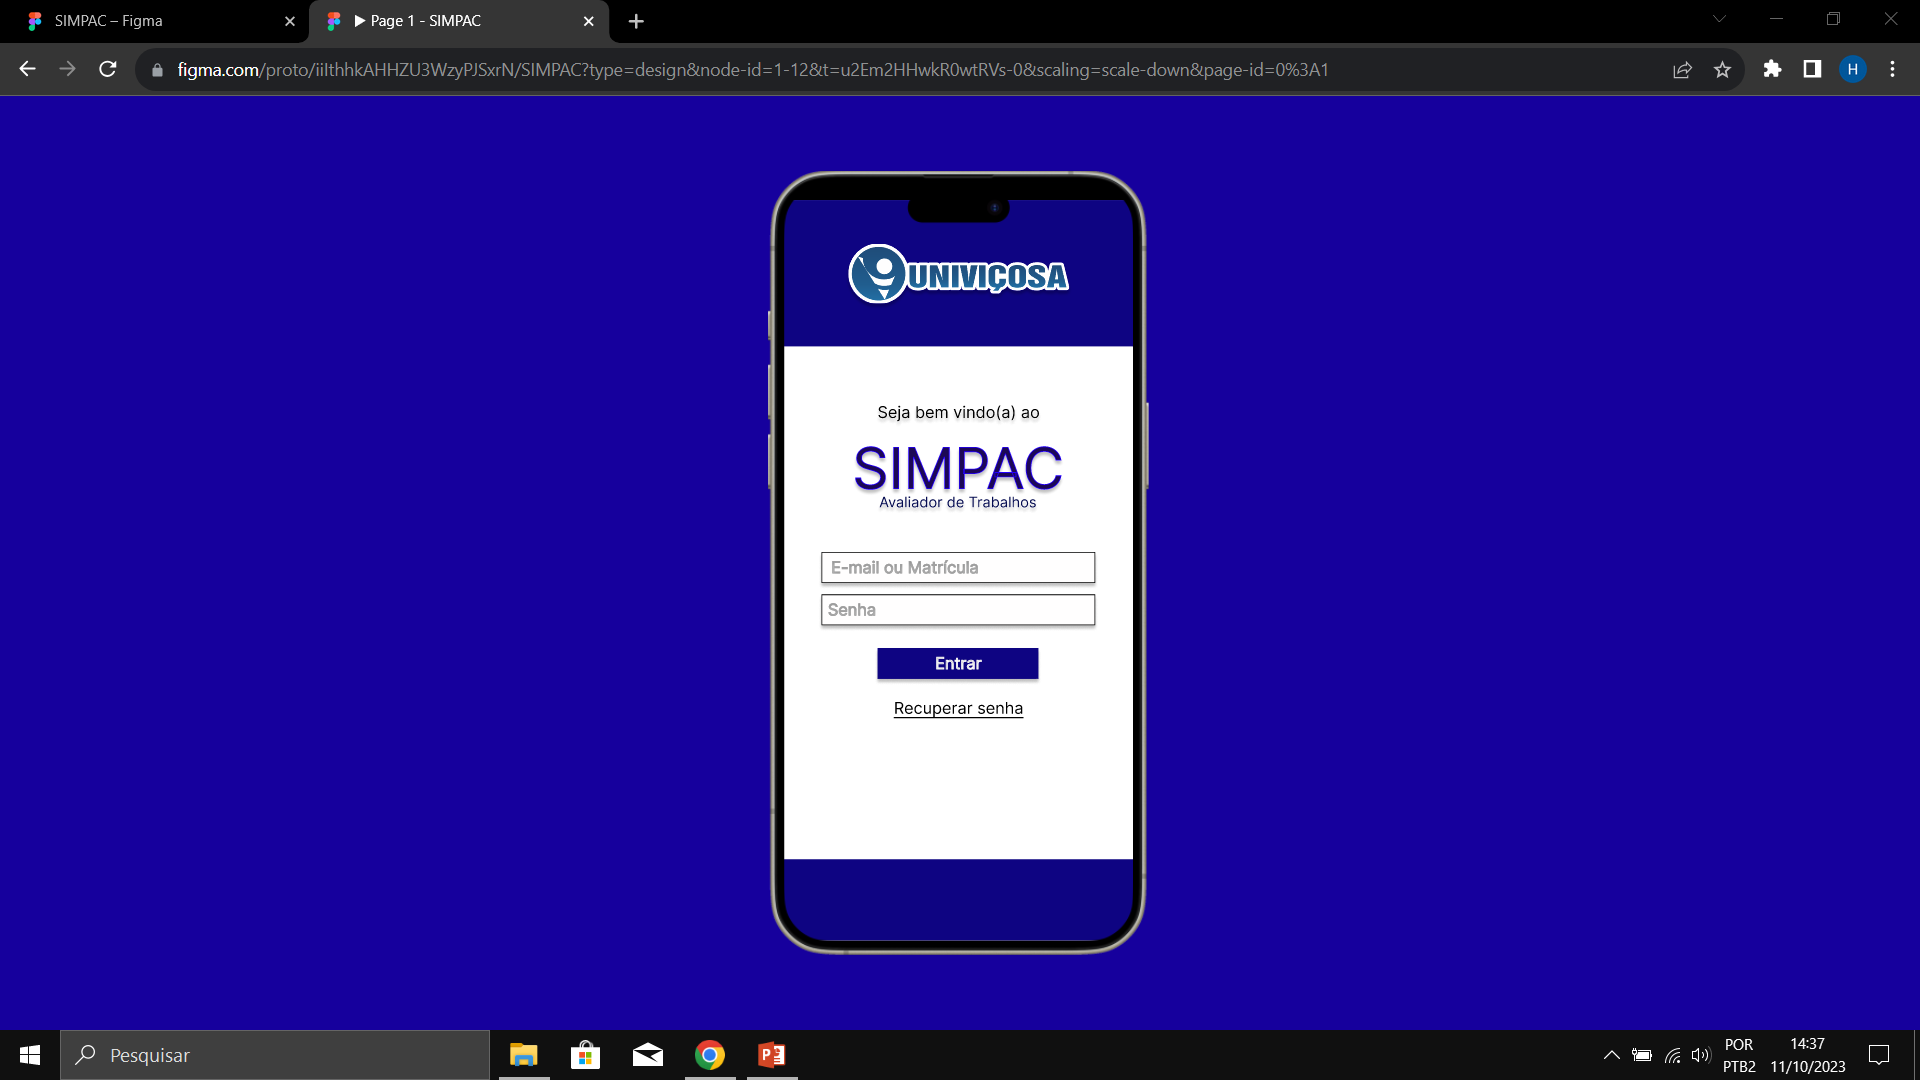 SIMPAC – Figma
▶ Page 1 - SIMPAC
figma.com/proto/iiIthhkAHHZU3WzyPJSxrN/SIMPAC?type=design&node-id=1-12&t=u2Em2HHwkR0wtRVs-0&scaling=scale-down&page-id=0%3A1
H
UNIVIÇOSA
Seja bem vindo(a) ao
SIMPAC
Avaliador de Trabalhos
E-mail ou Matrícula
Senha
Entrar
Recuperar senha
Pesquisar
P
POR
PTB2
14:37
11/10/2023